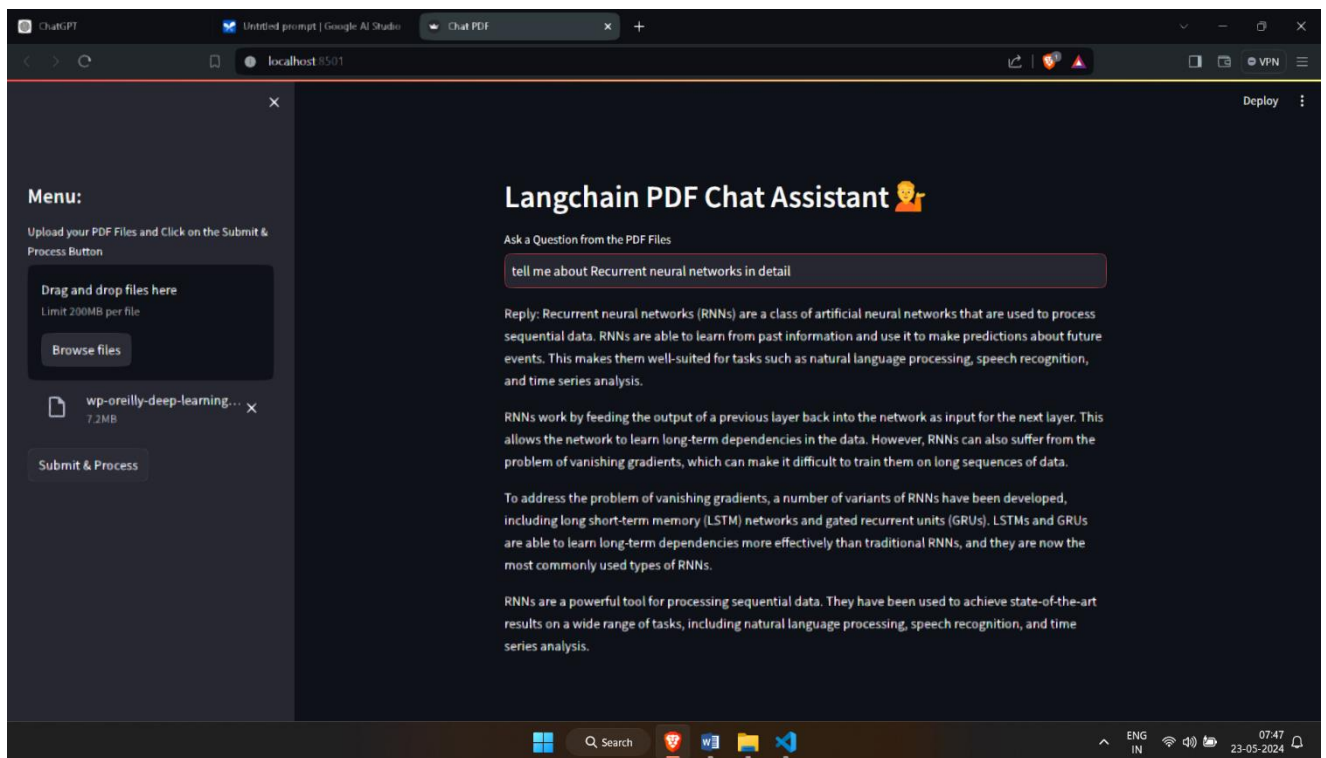 ChatGPT
Untitled prompt | Google AI Studio
Chat PDF
localhost:8501
VPN
Deploy
Menu:
Upload your PDF Files and Click on the Submit &
Process Button
Drag and drop files here
Limit 200MB per file
Browse files
wp-oreilly-deep-learning...
7.2MB
Submit & Process
Langchain PDF Chat Assistant
Ask a Question from the PDF Files
tell me about Recurrent neural networks in detail
Reply: Recurrent neural networks (RNNs) are a class of artificial neural networks that are used to process
sequential data. RNNs are able to learn from past information and use it to make predictions about future
events. This makes them well-suited for tasks such as natural language processing, speech recognition,
and time series analysis.
RNNs work by feeding the output of a previous layer back into the network as input for the next layer. This
allows the network to learn long-term dependencies in the data. However, RNNs can also suffer from the
problem of vanishing gradients, which can make it difficult to train them on long sequences of data.
To address the problem of vanishing gradients, a number of variants of RNNs have been developed,
including long short-term memory (LSTM) networks and gated recurrent units (GRUs). LSTMs and GRUs
are able to learn long-term dependencies more effectively than traditional RNNs, and they are now the
most commonly used types of RNNs.
RNNs are a powerful tool for processing sequential data. They have been used to achieve state-of-the-art
results on a wide range of tasks, including natural language processing, speech recognition, and time
series analysis.
Search
ENG
IN
07:47
23-05-2024